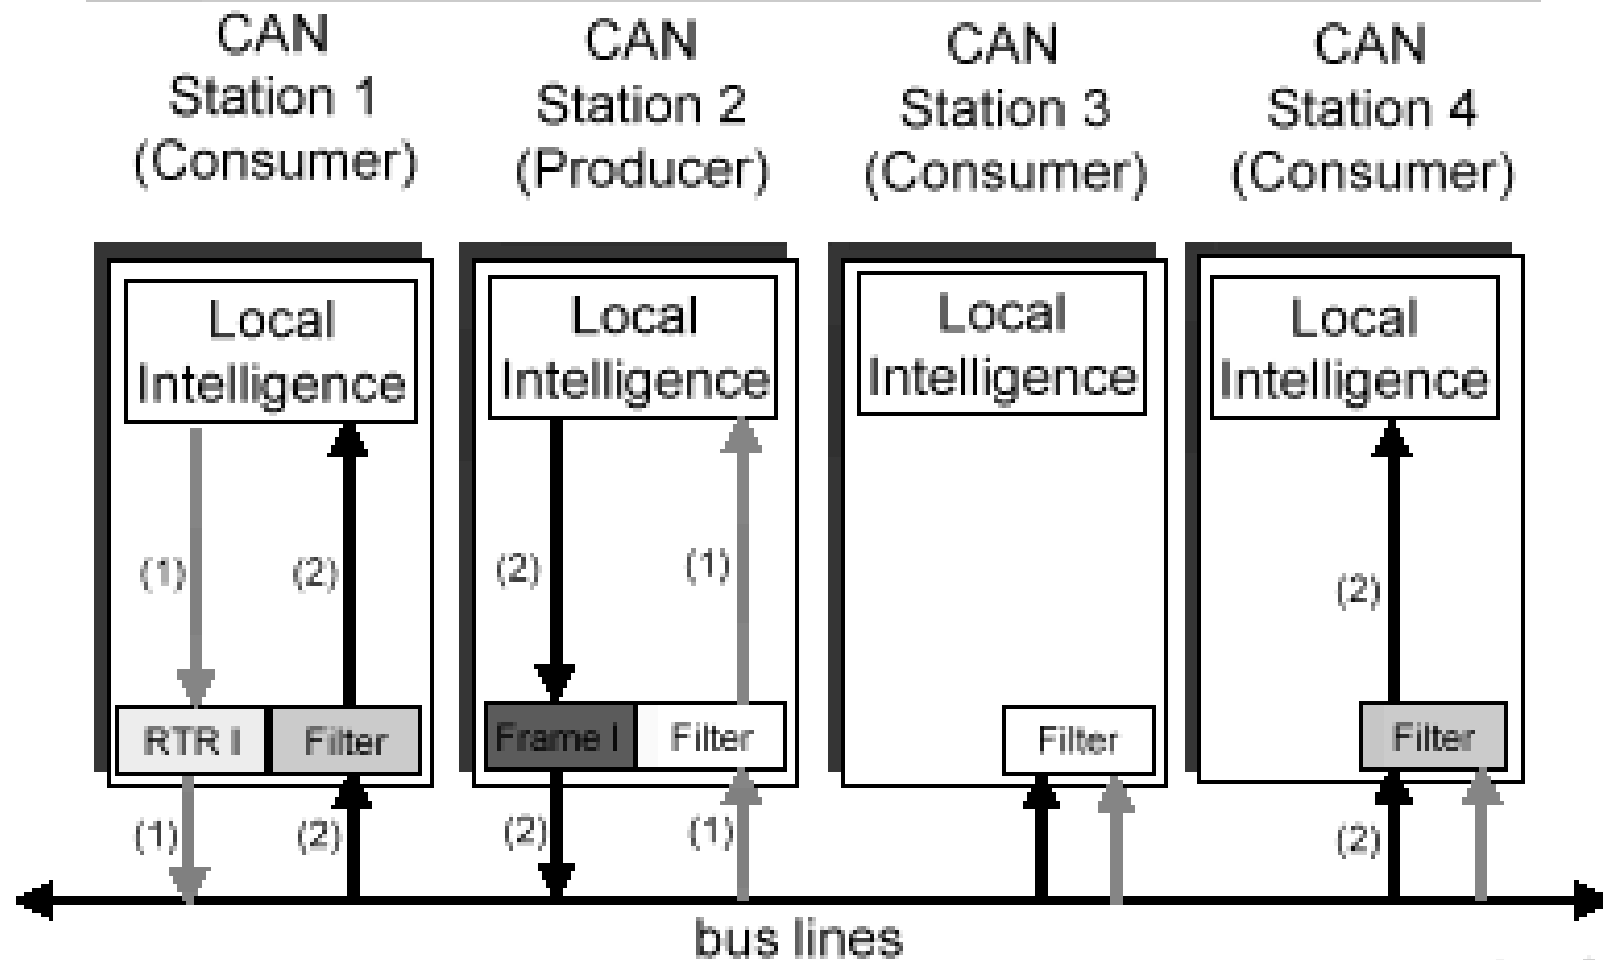 CAN
Station 1
(Consumer)
CAN
Station 2
(Producer)
CAN
Station 3
(Consumer)
CAN
Station 4
(Consumer)
Local
Intelligence
Local
Intelligence
Local
Intelligence
Local
Intelligence
(1)
(2)
(2)
(1)
(2)
RTR I
Filter
Frame I
Filter
Filter
Filter
(1)
(2)
(2)
(1)
(2)
bus lines